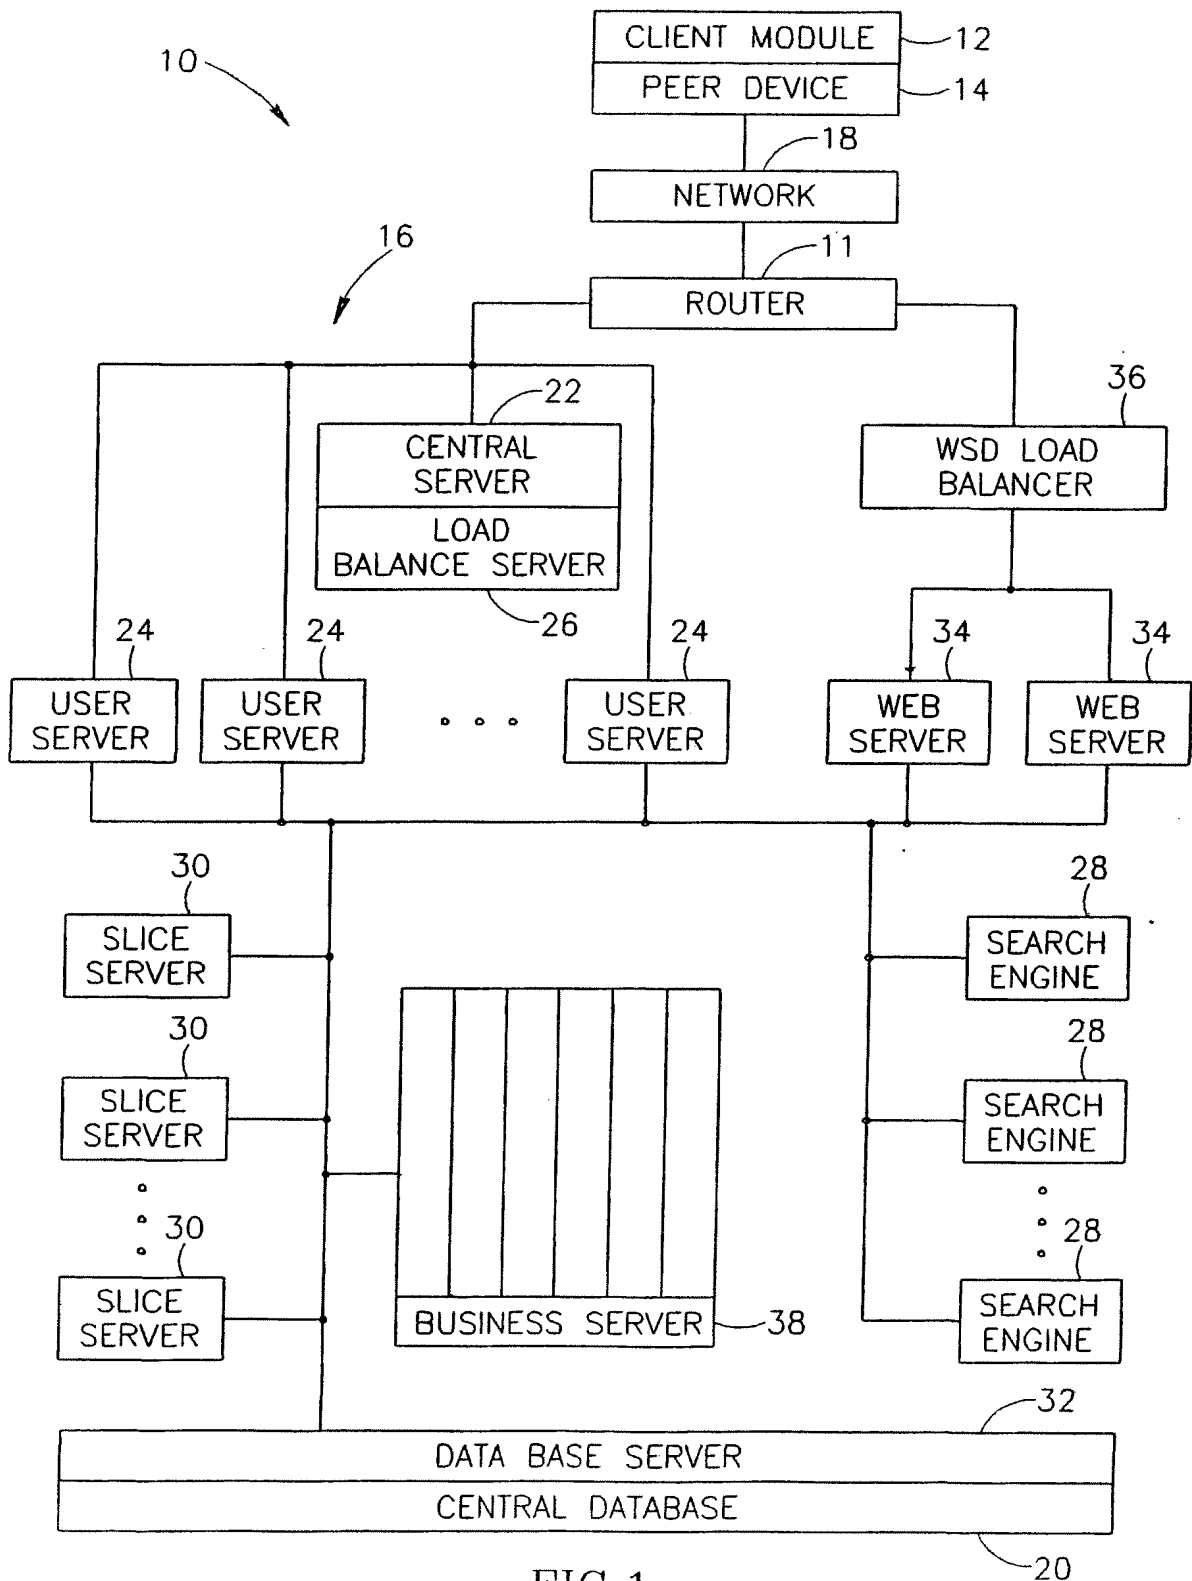 CLIENT MODULE
12
10
PEER DEVICE
14
18
NETWORK
16
11
ROUTER
22
36
CENTRAL
SERVER
WSD LOAD
BALANCER
LOAD
BALANCE SERVER
26
24
24
24
34
34
USER
SERVER
USER
SERVER
USER
SERVER
WEB
SERVER
WEB
SERVER
30
28
SLICE
SERVER
SEARCH
ENGINE
30
28
SLICE
SERVER
SEARCH
ENGINE
30
28
SLICE
SERVER
SEARCH
ENGINE
BUSINESS SERVER
38
32
DATA BASE SERVER
CENTRAL DATABASE
20
FIG 1